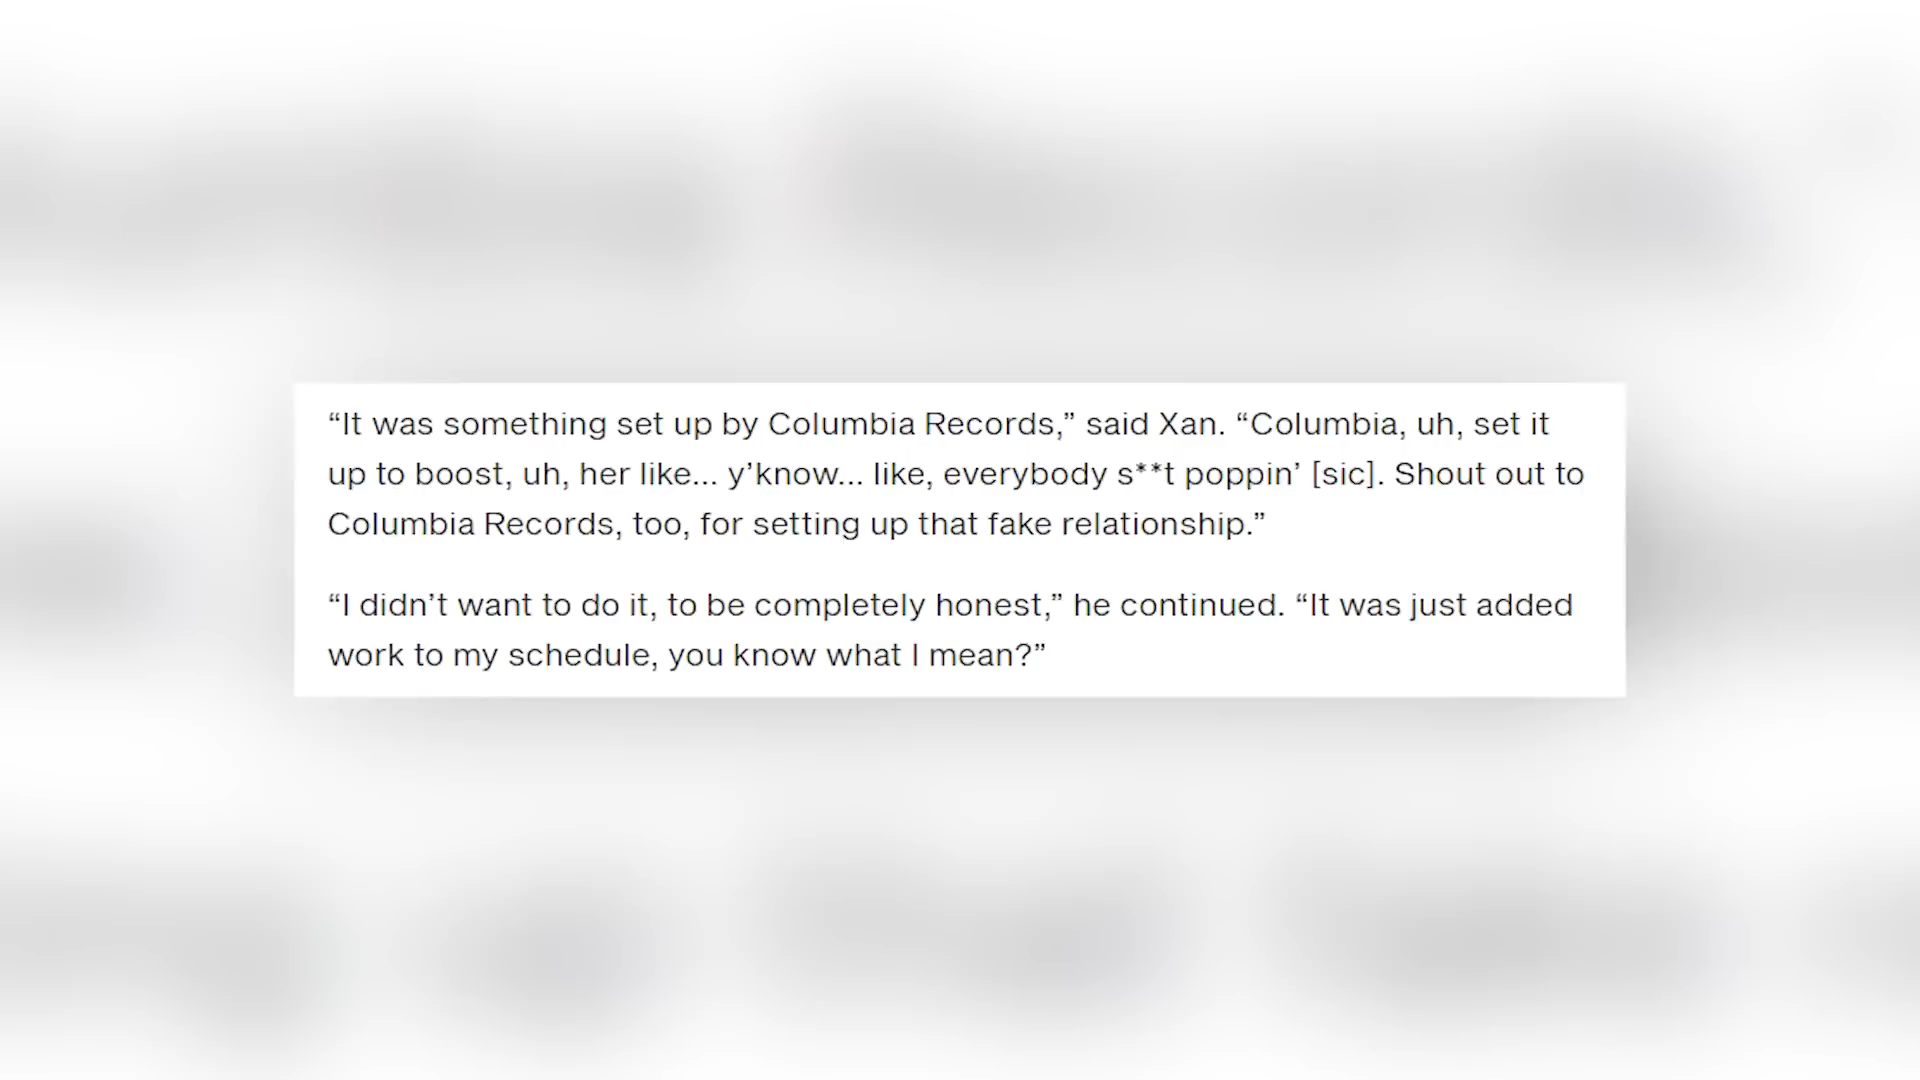 “It was something set up by Columbia Records,” said Xan. “Columbia, uh, set it
up to boost, uh, her like... y’know... like, everybody s**t poppin’ [sic]. Shout out to
Columbia Records, too, for setting up that fake relationship.”
“I didn’t want to do it, to be completely honest,” he continued. “It was just added
work to my schedule, you know what I mean?”